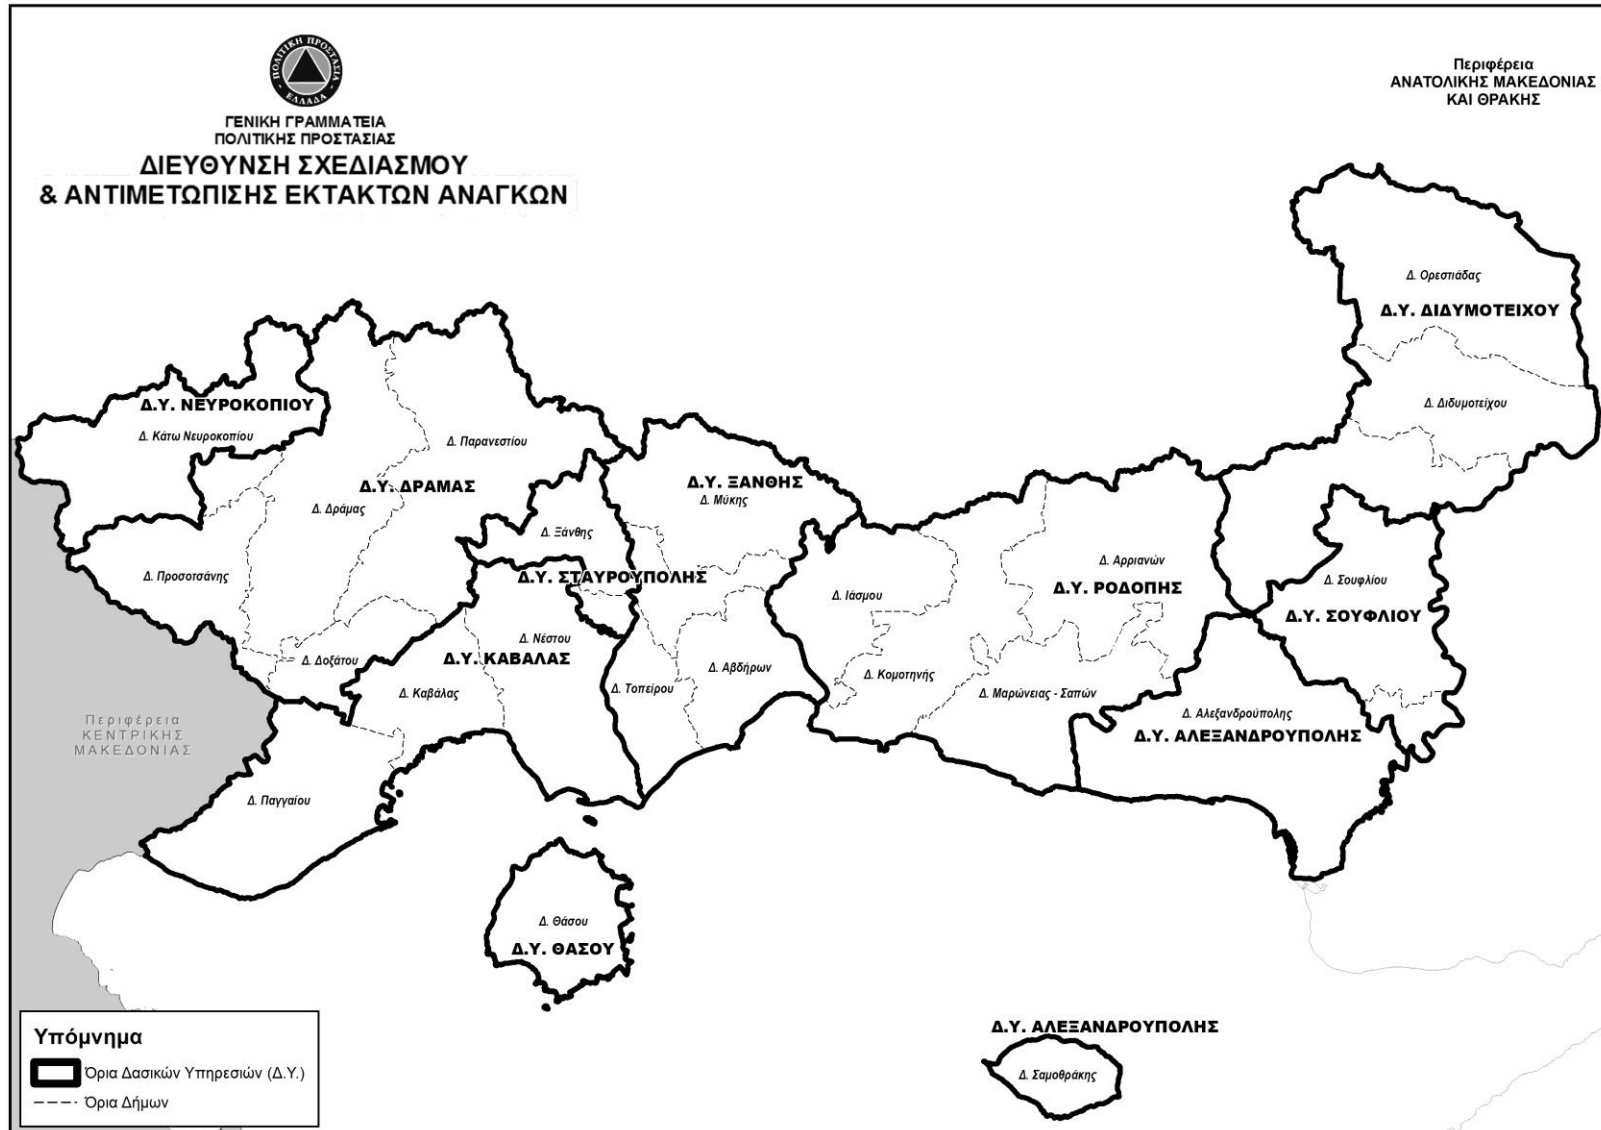 ΠΟΛΙΤΙΚΗ ΠΡΟΣΤΑΣΙΑ
ΕΛΛΑΔΑ
ΓΕΝΙΚΗ ΓΡΑΜΜΑΤΕΙΑ
ΠΟΛΙΤΙΚΗΣ ΠΡΟΣΤΑΣΙΑΣ
ΔΙΕΥΘΥΝΣΗ ΣΧΕΔΙΑΣΜΟΥ
& ΑΝΤΙΜΕΤΩΠΙΣΗΣ ΕΚΤΑΚΤΩΝ ΑΝΑΓΚΩΝ
Περιφέρεια
ΑΝΑΤΟΛΙΚΗΣ ΜΑΚΕΔΟΝΙΑΣ
ΚΑΙ ΘΡΑΚΗΣ
Δ. Ορεστιάδας
Δ.Υ. ΔΙΔΥΜΟΤΕΙΧΟΥ
Δ. Διδυμοτείχου
Δ.Υ. ΝΕΥΡΟΚΟΠΙΟΥ
Δ. Κάτω Νευροκοπίου
Δ. Παρανεστίου
Δ.Υ. ΔΡΑΜΑΣ
Δ. Δράμας
Δ.Υ. ΞΑΝΘΗΣ
Δ. Μύκης
Δ. Ξάνθης
Δ. Προσοτσάνης
Δ.Υ. ΣΤΑΥΡΟΥΠΟΛΗΣ
Δ. Ιάσμου
Δ. Αρριανών
Δ.Υ. ΡΟΔΟΠΗΣ
Δ. Σουφλίου
Δ.Υ. ΣΟΥΦΛΙΟΥ
Δ. Νέστου
Δ.Υ. ΚΑΒΑΛΑΣ
Δ. Δοξάτου
Δ. Καβάλας
Δ. Τοπείρου
Δ. Αβδήρων
Δ. Κομοτηνής
Δ. Μαρώνειας - Σαπών
Δ. Αλεξανδρούπολης
Δ.Υ. ΑΛΕΞΑΝΔΡΟΥΠΟΛΗΣ
Περιφέρεια
ΚΕΝΤΡΙΚΗΣ
ΜΑΚΕΔΟΝΙΑΣ
Δ. Παγγαίου
Δ. Θάσου
Δ.Υ. ΘΑΣΟΥ
Δ.Υ. ΑΛΕΞΑΝΔΡΟΥΠΟΛΗΣ
Δ. Σαμοθράκης
Υπόμνημα
Όρια Δασικών Υπηρεσιών (Δ.Υ.)
Όρια Δήμων